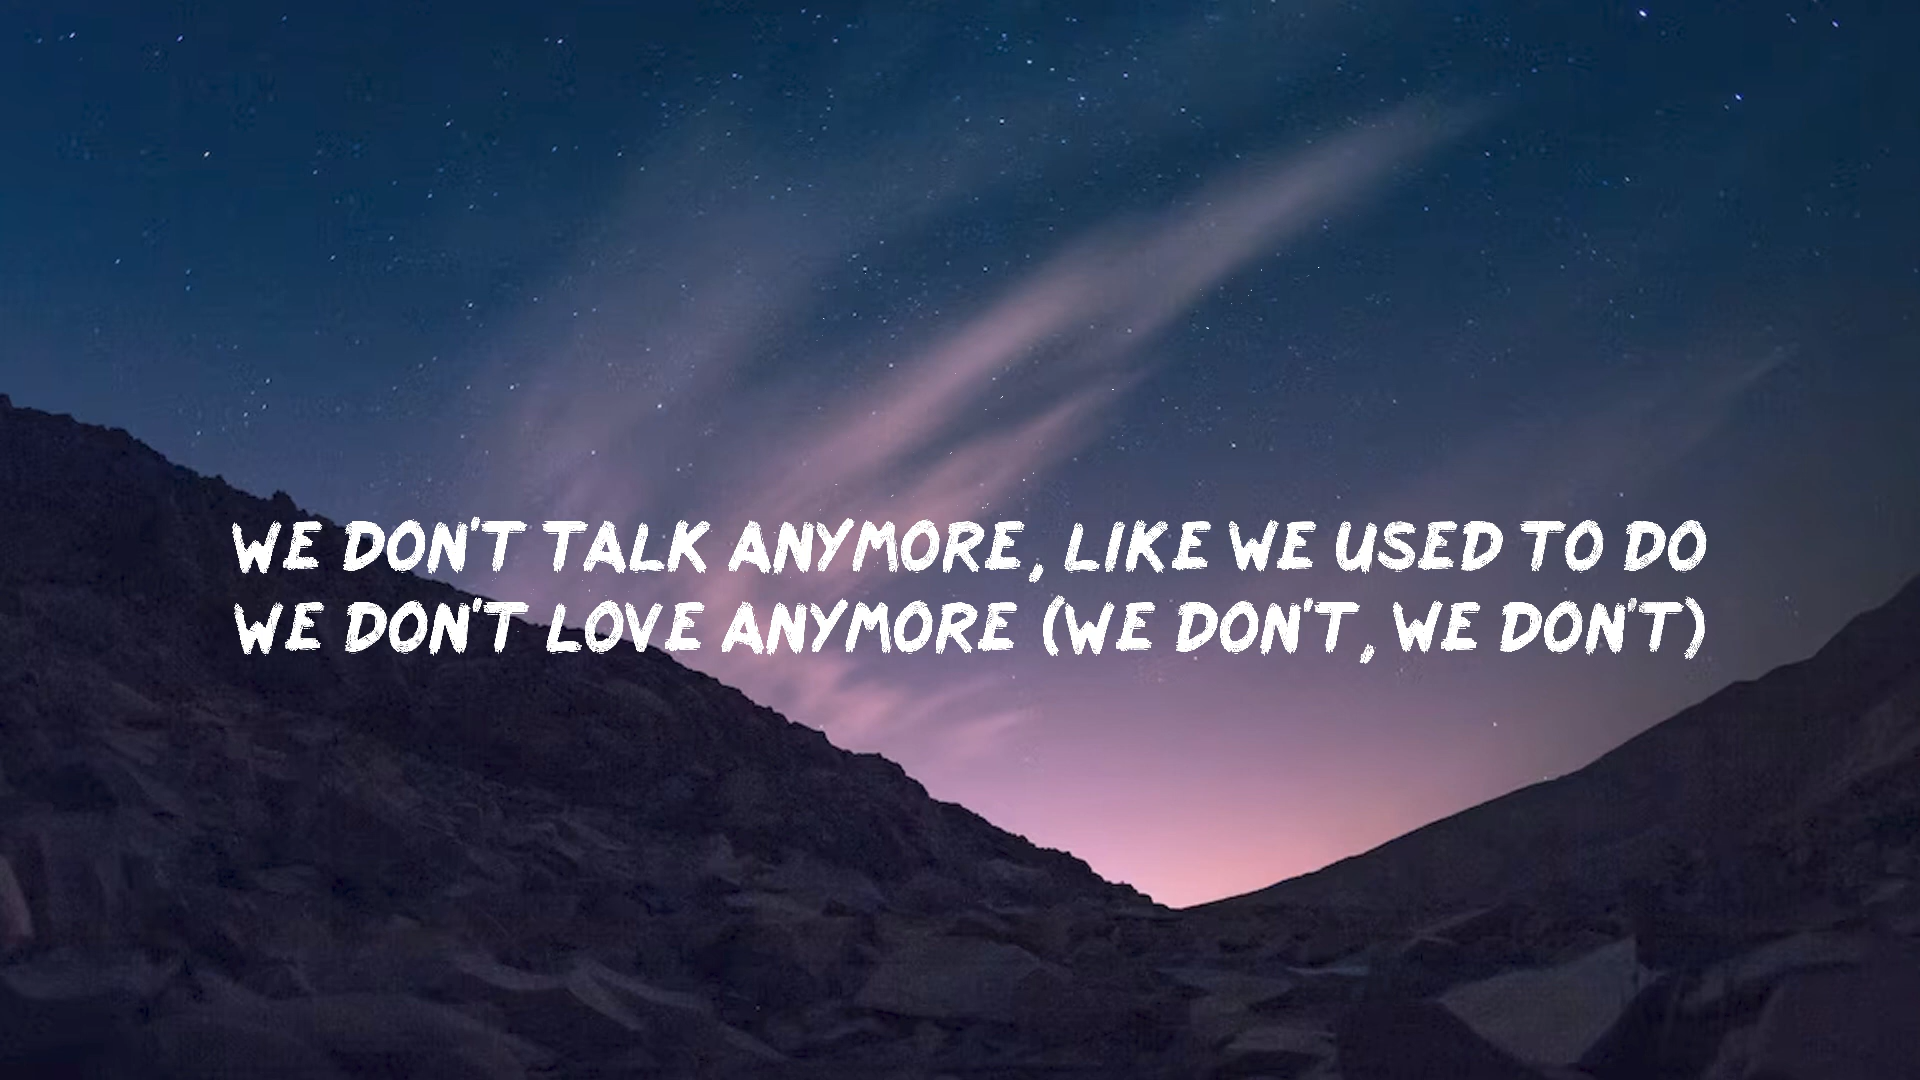 WE DON'T TALK ANYMORE, LIKE WE USED TO DO
WE DON'T LOVE ANYMORE (WE DON'T, WE DON'T)